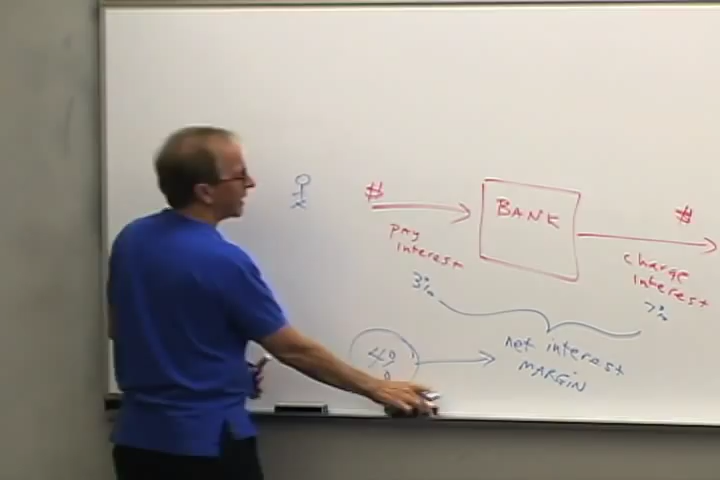 $
$
BANK
pay
interest
charge
interest
3%
7%
net interest
MARGIN
4%